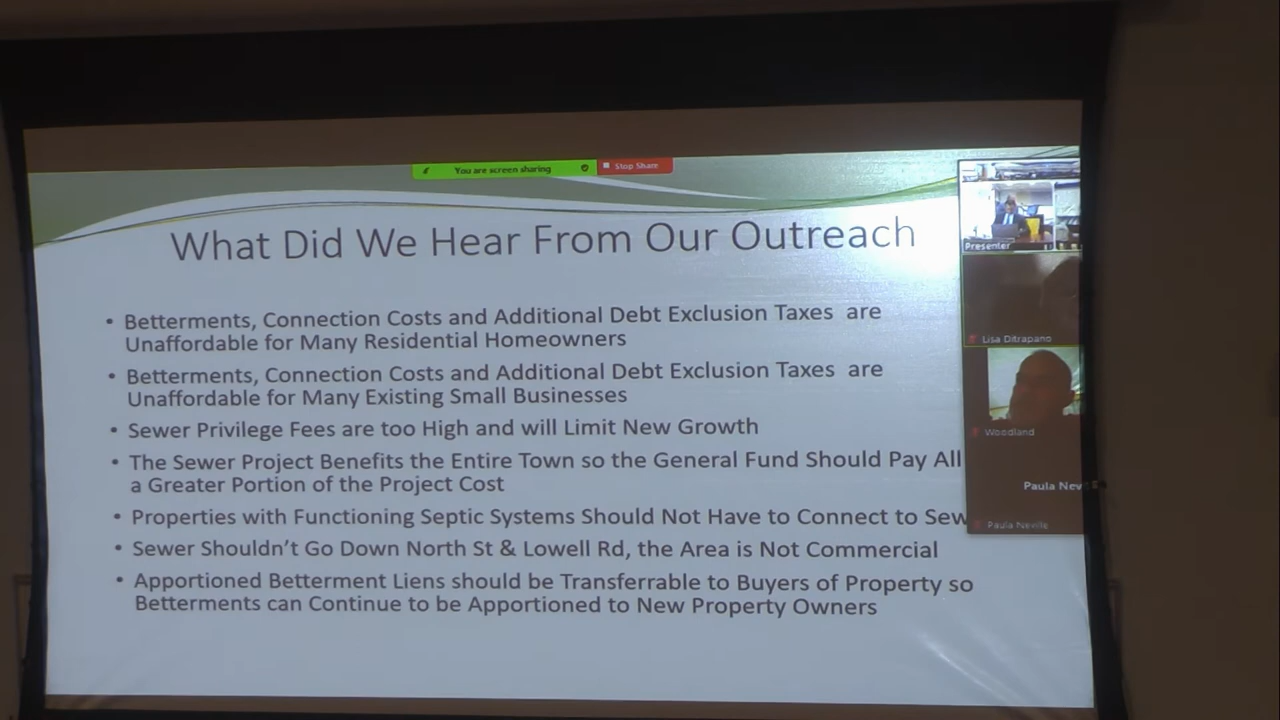 You are screen sharing
Stop Share
What Did We Hear From Our Outreach
• Betterments, Connection Costs and Additional Debt Exclusion Taxes are
Unaffordable for Many Residential Homeowners
• Betterments, Connection Costs and Additional Debt Exclusion Taxes are
Unaffordable for Many Existing Small Businesses
• Sewer Privilege Fees are too High and will Limit New Growth
• The Sewer Project Benefits the Entire Town so the General Fund Should Pay All
a Greater Portion of the Project Cost
• Properties with Functioning Septic Systems Should Not Have to Connect to Sew
• Sewer Shouldn't Go Down North St & Lowell Rd, the Area is Not Commercial
• Apportioned Betterment Liens should be Transferrable to Buyers of Property so
Betterments can Continue to be Apportioned to New Property Owners
Presenter
Lisa Ditrapano
Woodland
Paula Nev
Paula Neville